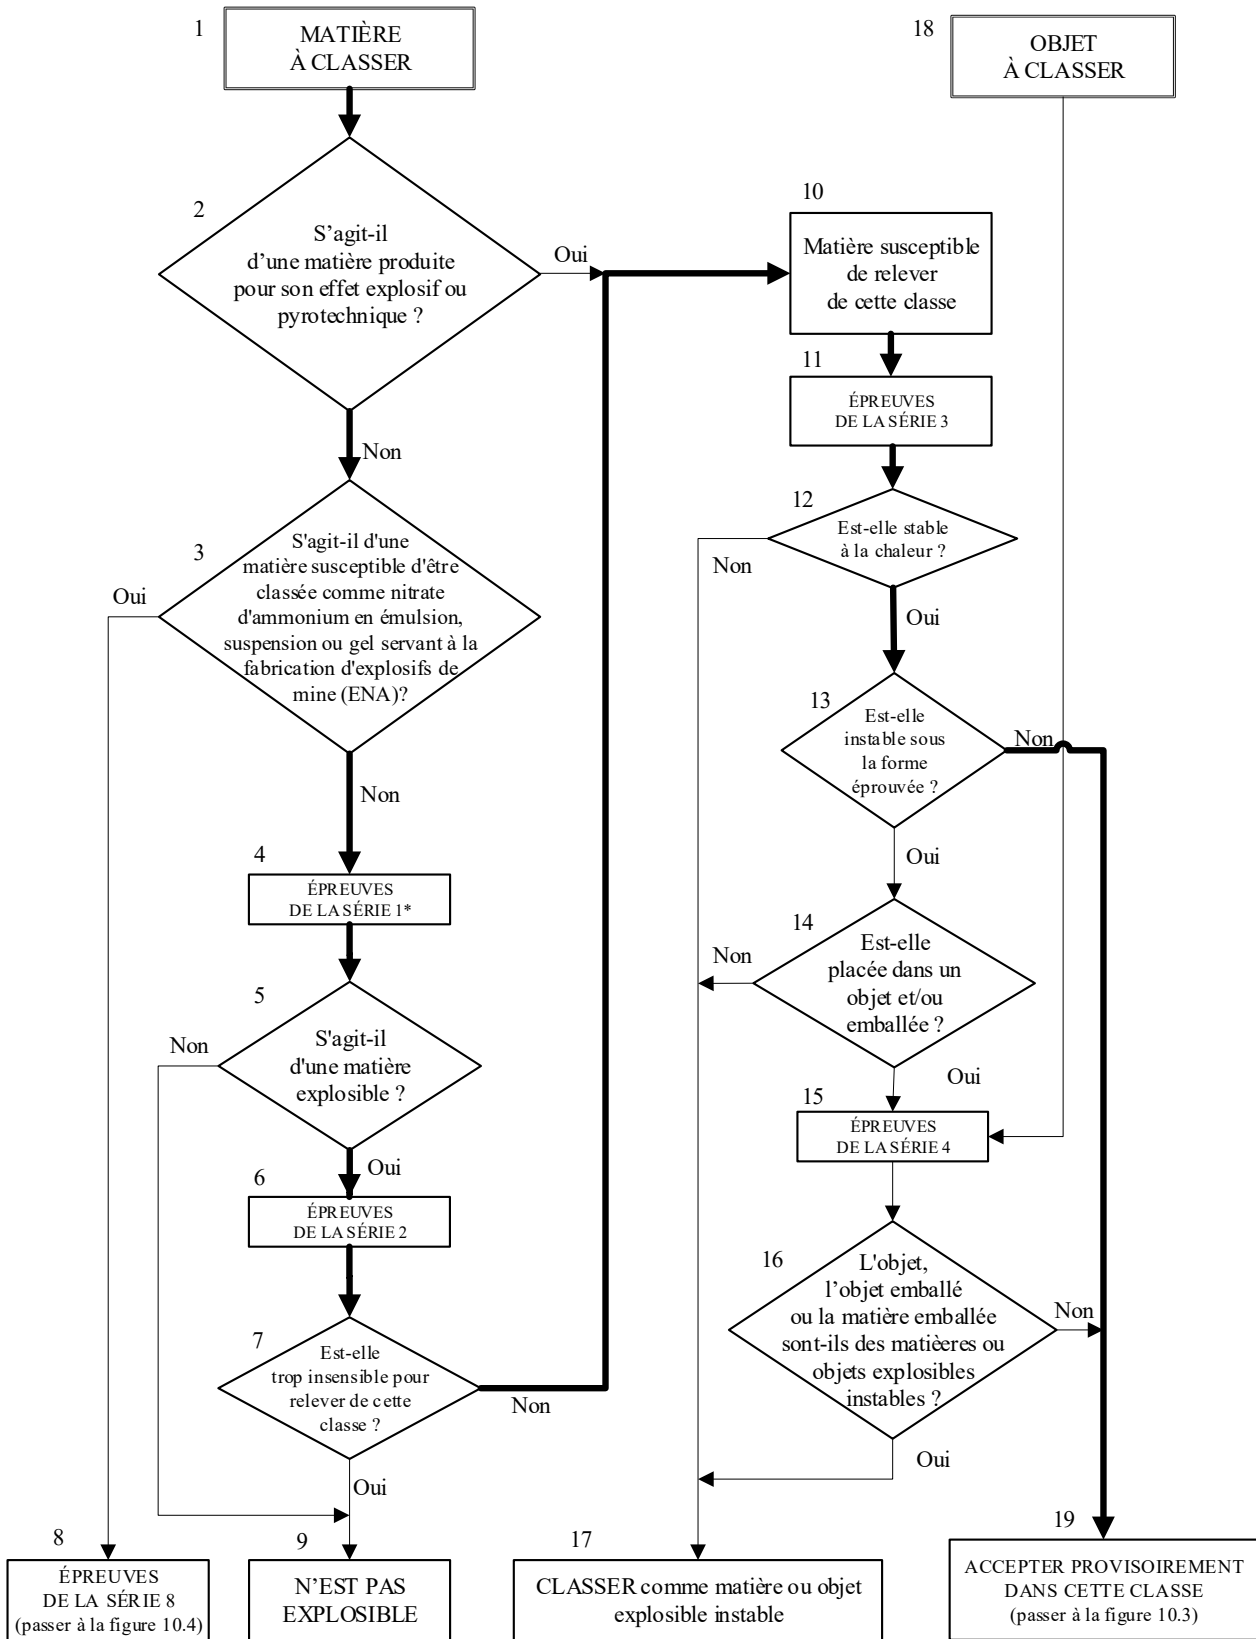 1
MATIÈRE
À CLASSER
2
S’agit-il
d’une matière produite
pour son effet explosif ou
pyrotechnique ?
Oui
Non
3
S'agit-il d'une
matière susceptible d'être
classée comme nitrate
d'ammonium en émulsion,
suspension ou gel servant à la
fabrication d'explosifs de
mine (ENA)?
Oui
Non
4
ÉPREUVES
DE LA SÉRIE 1*
5
S'agit-il
d'une matière
explosible ?
Non
Oui
6
ÉPREUVES
DE LA SÉRIE 2
7
Est-elle
trop insensible pour
relever de cette
classe ?
Non
Oui
8
ÉPREUVES
DE LA SÉRIE 8
(passer à la figure 10.4)
9
N’EST PAS
EXPLOSIBLE
10
Matière susceptible
de relever
de cette classe
11
ÉPREUVES
DE LA SÉRIE 3
12
Est-elle stable
à la chaleur ?
Non
Oui
13
Est-elle
instable sous
la forme
éprouvée ?
Non
Oui
14
Est-elle
placée dans un
objet et/ou
emballée ?
Non
Oui
15
ÉPREUVES
DE LA SÉRIE 4
16
L'objet,
l’objet emballé
ou la matière emballée
sont-ils des matièeres ou
objets explosibles
instables ?
Non
Oui
17
CLASSER comme matière ou objet
explosible instable
18
OBJET
À CLASSER
19
ACCEPTER PROVISOIREMENT
DANS CETTE CLASSE
(passer à la figure 10.3)